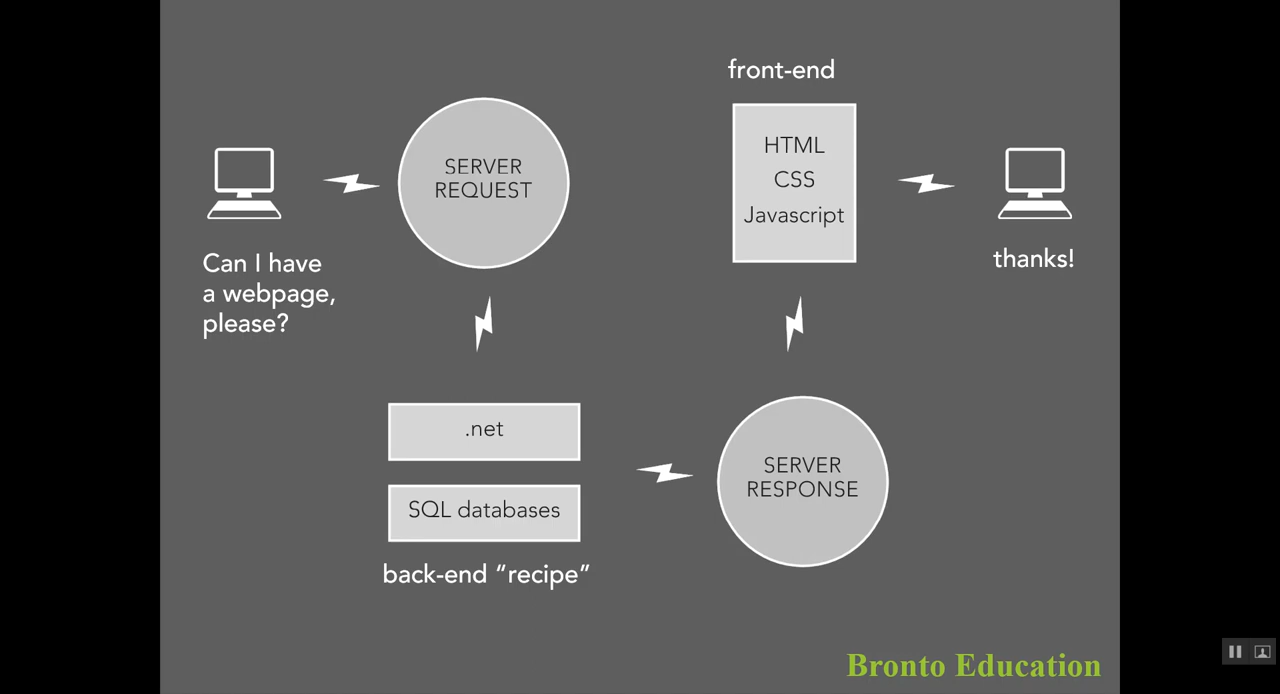 Can I have
a webpage,
please?
SERVER
REQUEST
.net
SQL databases
back-end “recipe”
SERVER
RESPONSE
front-end
HTML
CSS
Javascript
thanks!
Bronto Education